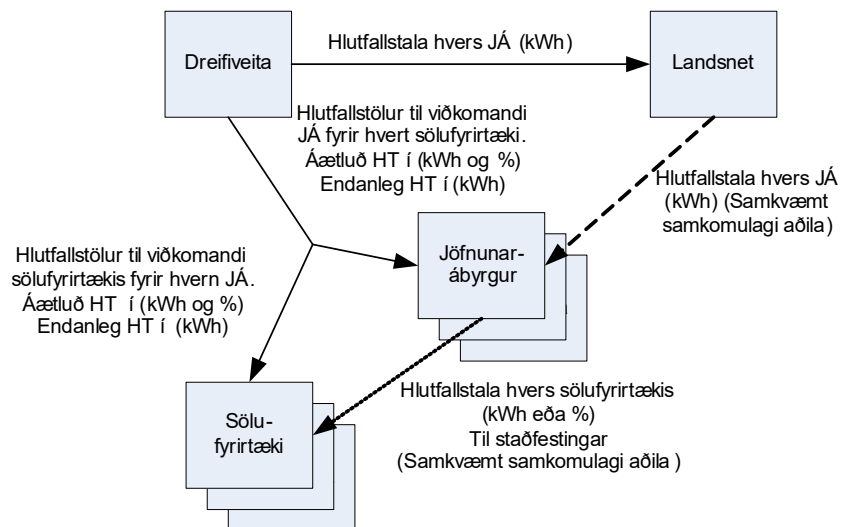 Dreifiveita
Hlutfallstala hvers JÁ (kWh)
Landsnet
Hlutfallstölur til viðkomandi
JÁ fyrir hvert sölufyrirtæki.
Áætluð HT í (kWh og %)
Endanleg HT í (kWh)
Hlutfallstala hvers JÁ
(kWh) (Samkvæmt
samkomulagi aðila)
Jöfnunar-
ábyrgur
Hlutfallstölur til viðkomandi
sölufyrirtækis fyrir hvern JÁ.
Áætluð HT í (kWh og %)
Endanleg HT í (kWh)
Hlutfallstala hvers sölufyrirtækis
(kWh eða %)
Til staðfestingar
(Samkvæmt samkomulagi aðila )
Sölu-
fyrirtæki